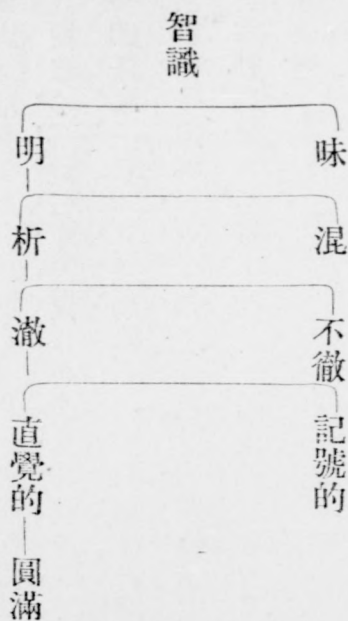 智識
昧
明
混
析
不徹
澈
記號的
直覺的
圓滿